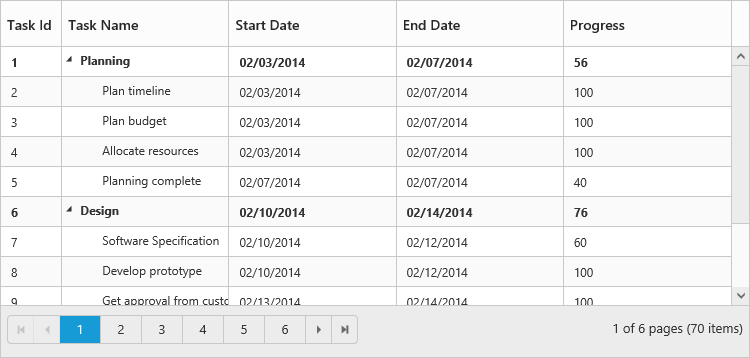 Task Id Task Name Start Date End Date Progress
1 Planning 02/03/2014 02/07/2014 56
2 Plan timeline 02/03/2014 02/07/2014 100
3 Plan budget 02/03/2014 02/07/2014 100
4 Allocate resources 02/03/2014 02/07/2014 100
5 Planning complete 02/07/2014 02/07/2014 40
6 Design 02/10/2014 02/14/2014 76
7 Software Specification 02/10/2014 02/12/2014 60
8 Develop prototype 02/10/2014 02/12/2014 100
9 Get approval from custo 02/13/2014 02/14/2014 100
1 2 3 4 5 6 1 of 6 pages (70 items)